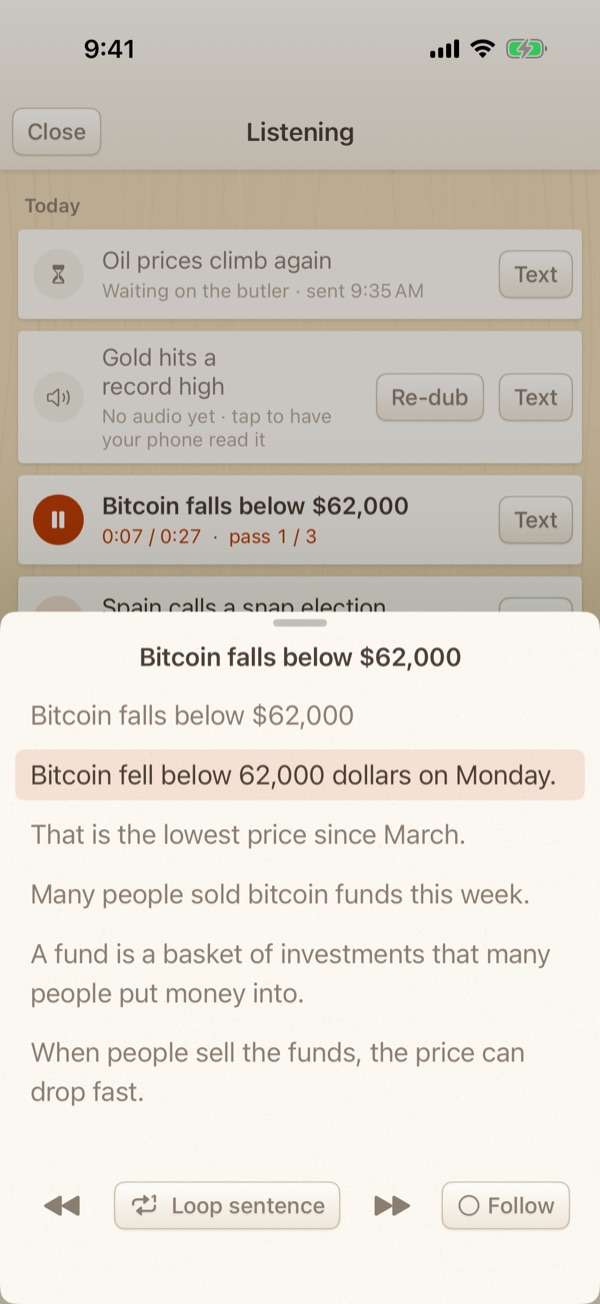 9:41
Close
Listening
Today
Oil prices climb again
Waiting on the butler · sent 9:35 AM
Text
Gold hits a
record high
No audio yet · tap to have
your phone read it
Re-dub
Text
Bitcoin falls below $62,000
0:07 / 0:27 · pass 1 / 3
Text
Spain calls a snap election
Bitcoin falls below $62,000
Bitcoin falls below $62,000
Bitcoin fell below 62,000 dollars on Monday.
That is the lowest price since March.
Many people sold bitcoin funds this week.
A fund is a basket of investments that many
people put money into.
When people sell the funds, the price can
drop fast.
Loop sentence
Follow